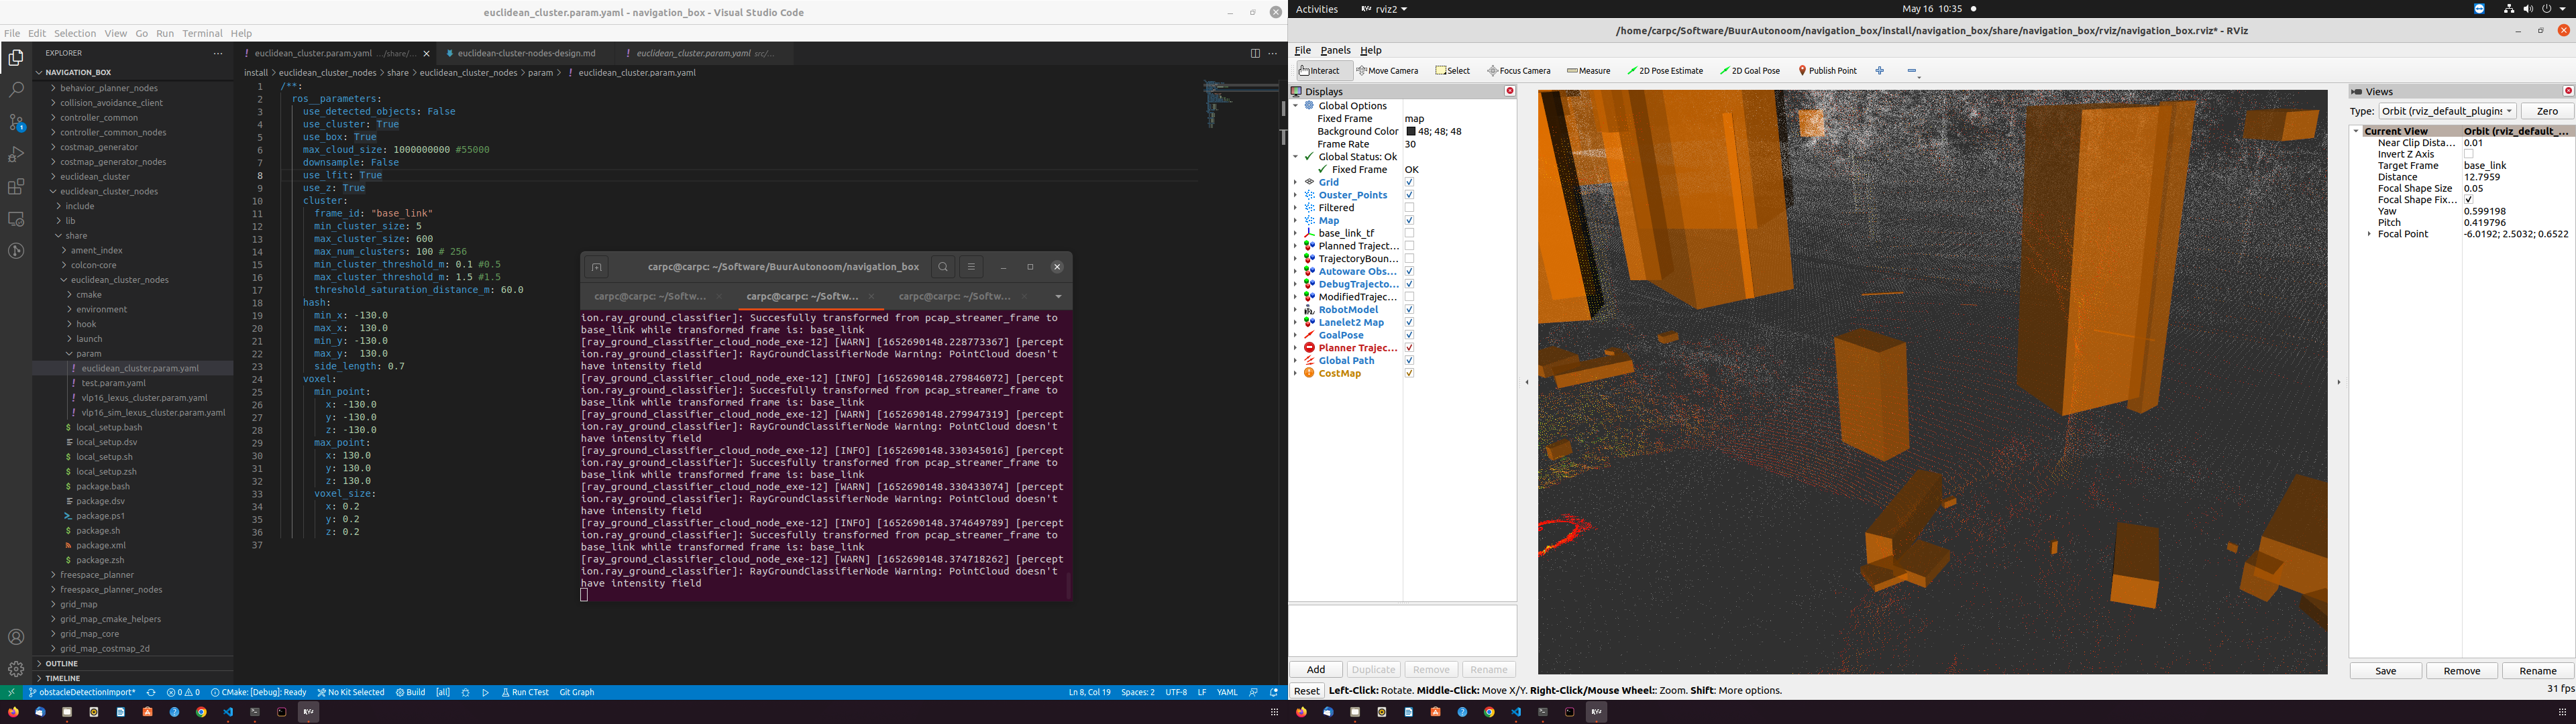 euclidean_cluster.param.yaml - navigation_box - Visual Studio Code
File Edit Selection View Go Run Terminal Help
EXPLORER
NAVIGATION_BOX
behavior_planner_nodes
collision_avoidance_client
controller_common
controller_common_nodes
costmap_generator
costmap_generator_nodes
euclidean_cluster
euclidean_cluster_nodes
include
lib
share
ament_index
colcon-core
euclidean_cluster_nodes
cmake
environment
hook
launch
param
euclidean_cluster.param.yaml
test.param.yaml
vlp16_lexus_cluster.param.yaml
vlp16_sim_lexus_cluster.param.yaml
local_setup.bash
local_setup.dsv
local_setup.sh
local_setup.zsh
package.bash
package.dsv
package.ps1
package.sh
package.xml
package.zsh
freespace_planner
freespace_planner_nodes
grid_map
grid_map_cmake_helpers
grid_map_core
grid_map_costmap_2d
OUTLINE
TIMELINE
euclidean_cluster.param.yaml .../share/... euclidean-cluster-nodes-design.md euclidean_cluster.param.yaml src/...
install > euclidean_cluster_nodes > share > euclidean_cluster_nodes > param > ! euclidean_cluster.param.yaml
1 /**:
2 ros__parameters:
3 use_detected_objects: False
4 use_cluster: True
5 use_box: True
6 max_cloud_size: 1000000000 #55000
7 downsample: False
8 use_lfit: True
9 use_z: True
10 cluster:
11 frame_id: "base_link"
12 min_cluster_size: 5
13 max_cluster_size: 600
14 max_num_clusters: 100 # 256
15 min_cluster_threshold_m: 0.1 #0.5
16 max_cluster_threshold_m: 1.5 #1.5
17 threshold_saturation_distance_m: 60.0
18 hash:
19 min_x: -130.0
20 max_x: 130.0
21 min_y: -130.0
22 max_y: 130.0
23 side_length: 0.7
24 voxel:
25 min_point:
26 x: -130.0
27 y: -130.0
28 z: -130.0
29 max_point:
30 x: 130.0
31 y: 130.0
32 z: 130.0
33 voxel_size:
34 x: 0.2
35 y: 0.2
36 z: 0.2
37
carpc@carpc: ~/Software/BuurAutonoom/navigation_box
carpc@carpc: ~/Softw... carpc@carpc: ~/Softw... carpc@carpc: ~/Softw...
ion.ray_ground_classifier]: Succesfully transformed from pcap_streamer_frame to
base_link while transformed frame is: base_link
[ray_ground_classifier_cloud_node_exe-12] [WARN] [1652690148.228773367] [percept
ion.ray_ground_classifier]: RayGroundClassifierNode Warning: PointCloud doesn't
have intensity field
[ray_ground_classifier_cloud_node_exe-12] [INFO] [1652690148.279846072] [percept
ion.ray_ground_classifier]: Succesfully transformed from pcap_streamer_frame to
base_link while transformed frame is: base_link
[ray_ground_classifier_cloud_node_exe-12] [WARN] [1652690148.279947319] [percept
ion.ray_ground_classifier]: RayGroundClassifierNode Warning: PointCloud doesn't
have intensity field
[ray_ground_classifier_cloud_node_exe-12] [INFO] [1652690148.330345016] [percept
ion.ray_ground_classifier]: Succesfully transformed from pcap_streamer_frame to
base_link while transformed frame is: base_link
[ray_ground_classifier_cloud_node_exe-12] [WARN] [1652690148.330433074] [percept
ion.ray_ground_classifier]: RayGroundClassifierNode Warning: PointCloud doesn't
have intensity field
[ray_ground_classifier_cloud_node_exe-12] [INFO] [1652690148.374649789] [percept
ion.ray_ground_classifier]: Succesfully transformed from pcap_streamer_frame to
base_link while transformed frame is: base_link
[ray_ground_classifier_cloud_node_exe-12] [WARN] [1652690148.374718262] [percept
ion.ray_ground_classifier]: RayGroundClassifierNode Warning: PointCloud doesn't
have intensity field
obstacleDetectionImport* 0 0 CMake: [Debug]: Ready No Kit Selected Build [all] Run CTest Git Graph Ln 8, Col 19 Spaces: 2 UTF-8 LF YAML
Activities rviz2 May 16 10:35
/home/carpc/Software/BuurAutonoom/navigation_box/install/navigation_box/share/navigation_box/rviz/navigation_box.rviz* - RViz
File Panels Help
Interact Move Camera Select Focus Camera Measure 2D Pose Estimate 2D Goal Pose Publish Point
Displays
Global Options
Fixed Frame map
Background Color 48; 48; 48
Frame Rate 30
Global Status: Ok
Fixed Frame OK
Grid
Ouster_Points
Filtered
Map
base_link_tf
Planned Traject...
TrajectoryBoun...
Autoware Obs...
DebugTrajecto...
ModifiedTrajec...
RobotModel
Lanelet2 Map
GoalPose
Planner Trajec...
Global Path
CostMap
Add Duplicate Remove Rename
Reset Left-Click: Rotate. Middle-Click: Move X/Y. Right-Click/Mouse Wheel:: Zoom. Shift: More options.
Views
Type: Orbit (rviz_default_plugins Zero
Current View Orbit (rviz_default_...
Near Clip Dista... 0.01
Invert Z Axis
Target Frame base_link
Distance 12.7959
Focal Shape Size 0.05
Focal Shape Fix...
Yaw 0.599198
Pitch 0.419796
Focal Point -6.0192; 2.5032; 0.6522
Save Remove Rename
31 fps